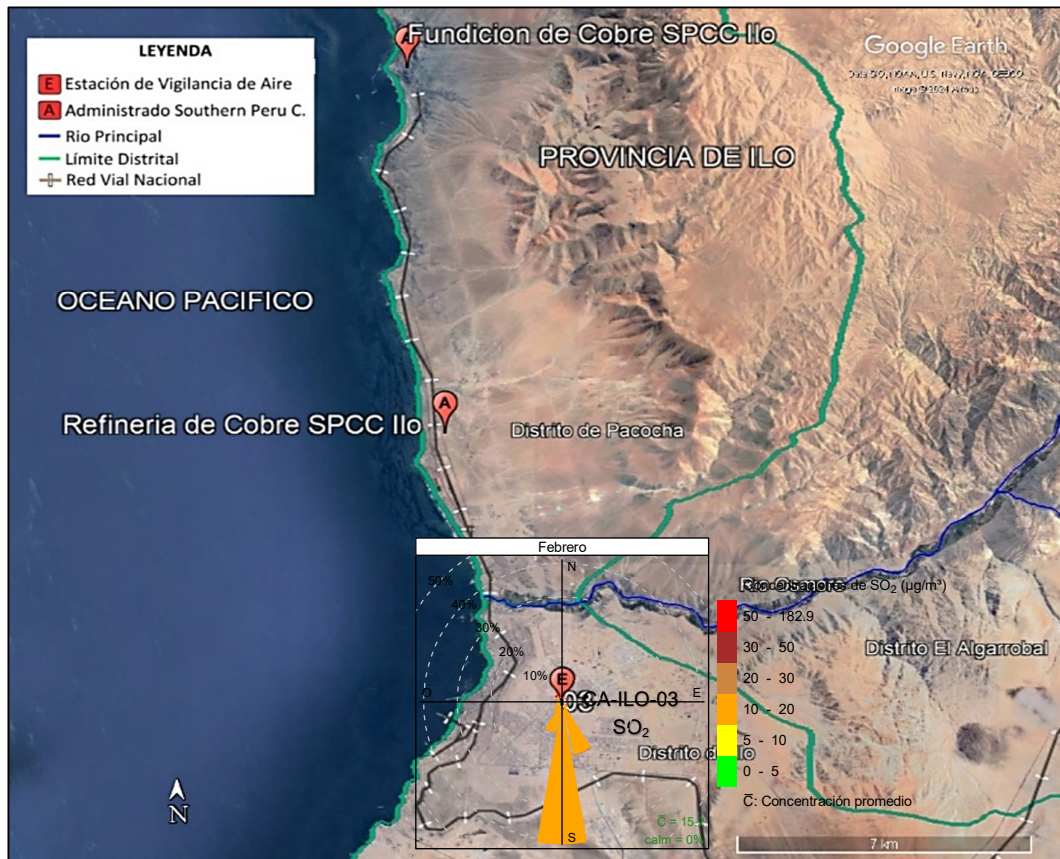 LEYENDA
E Estación de Vigilancia de Aire
A Administrado Southern Peru C.
Rio Principal
Límite Distrital
Red Vial Nacional
Fundicion de Cobre SPCC Ilo
A
Google Earth
PROVINCIA DE ILO
OCEANO PACIFICO
A
Refineria de Cobre SPCC Ilo
Distrito de Pacocha
Febrero
N
50%
40%
30%
20%
10%
O
E
E
CA-ILO-03
SO₂
S
calm = 0%
Concentraciones de SO₂ (µg/m³)
50 - 182.9
30 - 50
20 - 30
10 - 20
5 - 10
0 - 5
C̅: Concentración promedio
Distrito El Algarrobal
N
7 km